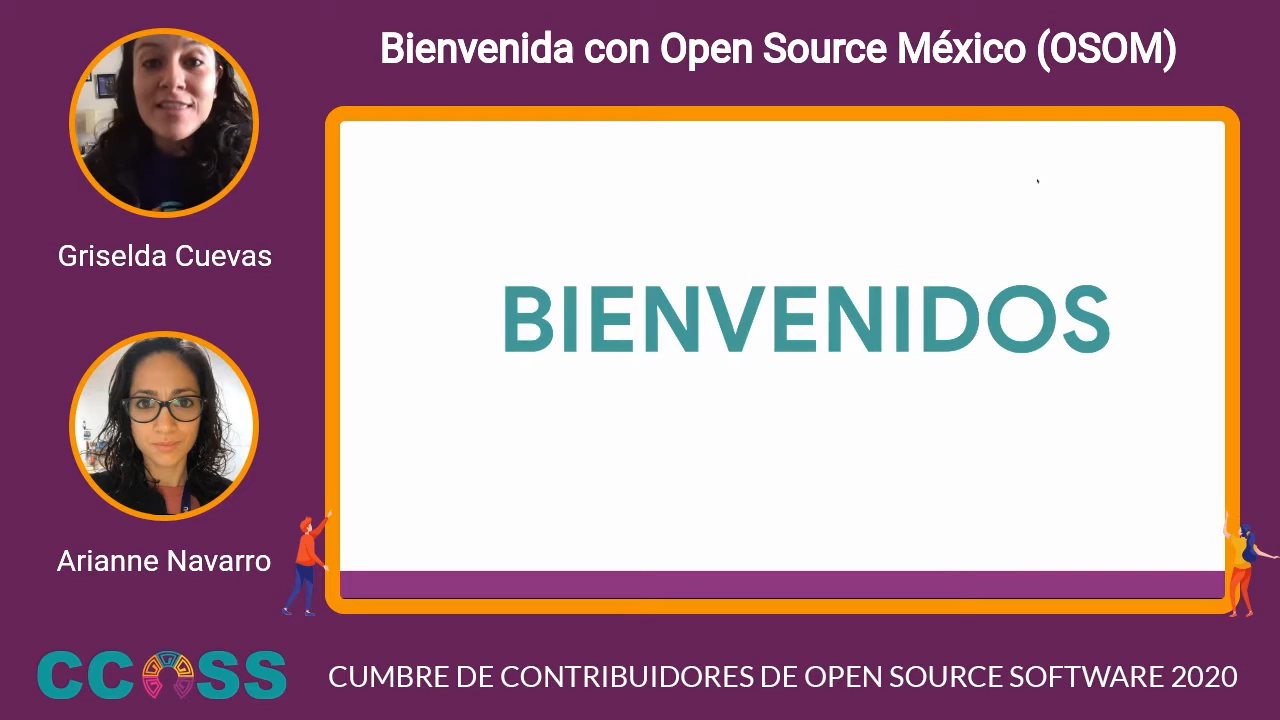 Bienvenida con Open Source México (OSOM)
Griselda Cuevas
BIENVENIDOS
Arianne Navarro
CCOSS
CUMBRE DE CONTRIBUIDORES DE OPEN SOURCE SOFTWARE 2020